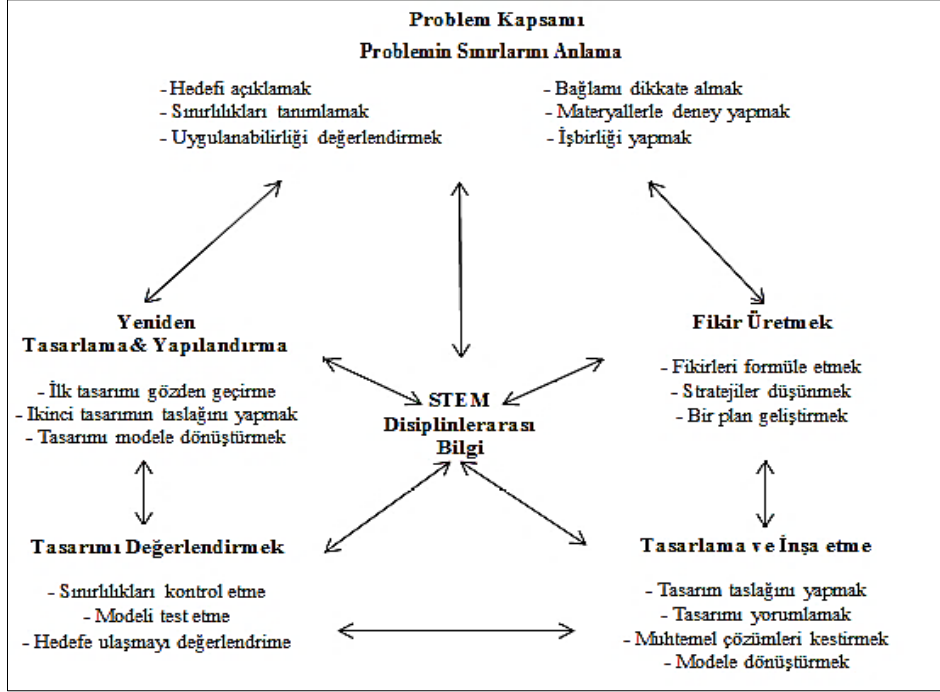 Problem Kapsamı
Problemin Sınırlarını Anlama
- Hedefi açıklamak
- Sınırlılıkları tanımlamak
- Uygulanabilirliği değerlendirmek
- Bağlamı dikkate almak
- Materyallerle deney yapmak
- İşbirliği yapmak
Yeniden
Tasarlama& Yapılandırma
- İlk tasarımı gözden geçirme
- Ikinci tasarımın taslağını yapmak
- Tasarımı modele dönüştürmek
Fikir Üretmek
- Fikirleri formüle etmek
- Stratejiler düşünmek
- Bir plan geliştirmek
STEM
Disiplinlerarası
Bilgi
Tasarımı Değerlendirmek
- Sınırlılıkları kontrol etme
- Modeli test etme
- Hedefe ulaşmayı değerlendrime
Tasarlama ve İnşa etme
- Tasarım taslağını yapmak
- Tasarımı yorumlamak
- Muhtemel çözümleri kestirmek
- Modele dönüştürmek